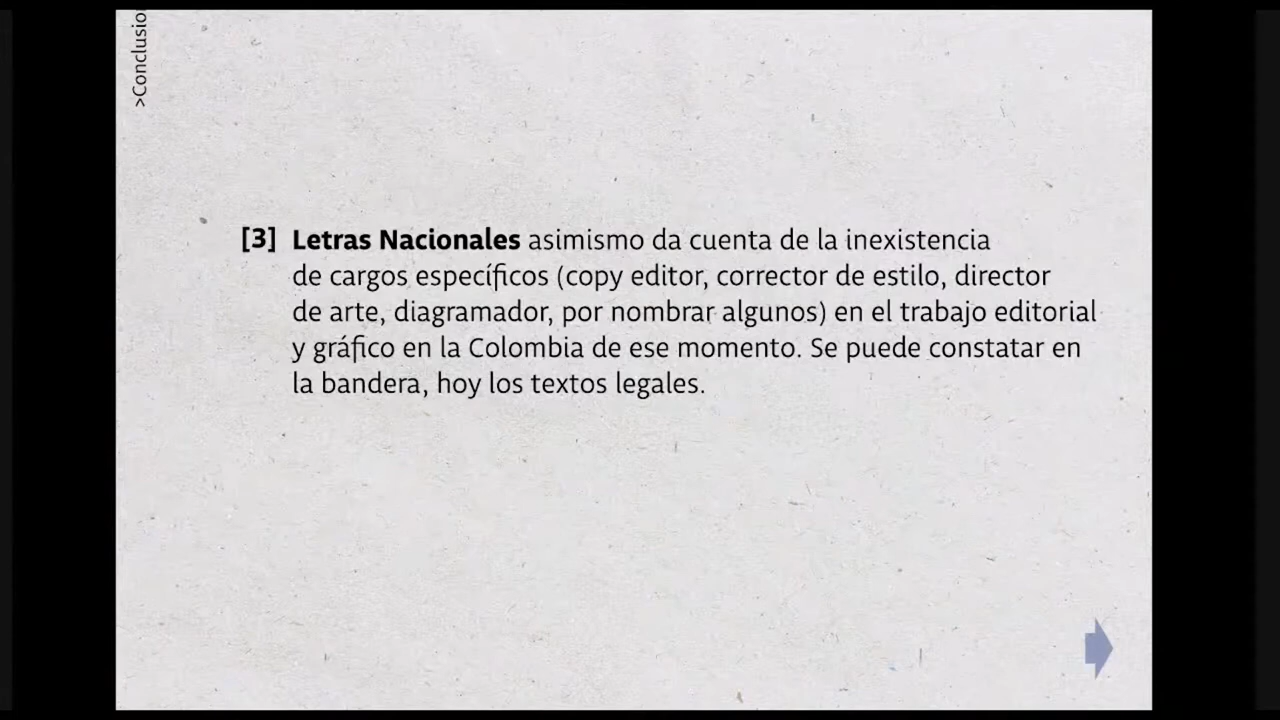 >Conclusio
[3] Letras Nacionales asimismo da cuenta de la inexistencia
de cargos específicos (copy editor, corrector de estilo, director
de arte, diagramador, por nombrar algunos) en el trabajo editorial
y gráfico en la Colombia de ese momento. Se puede constatar en
la bandera, hoy los textos legales.